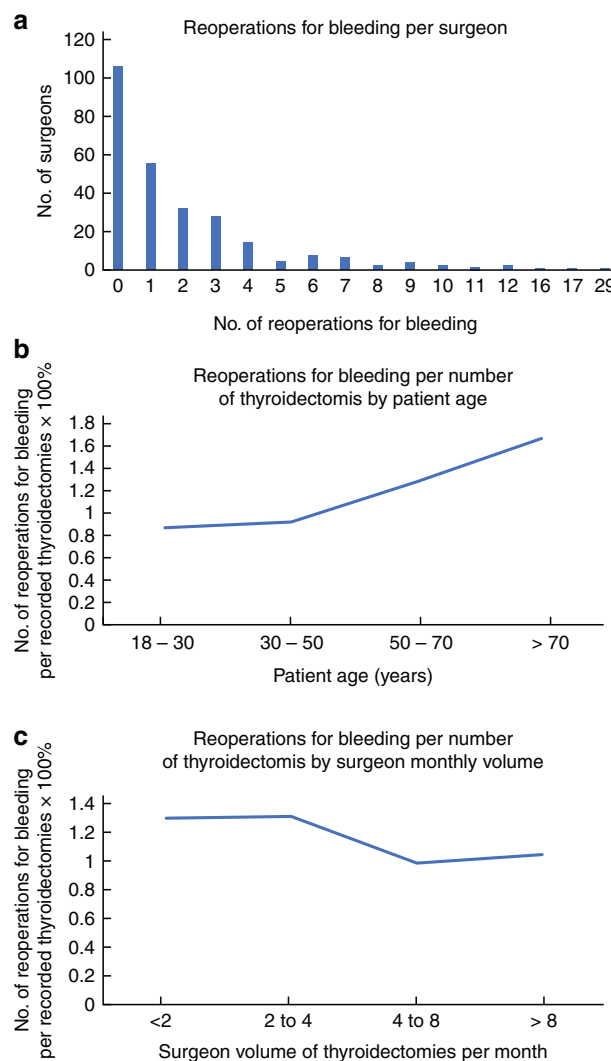 a
Reoperations for bleeding per surgeon
No. of surgeons
120
100
80
60
40
20
0
0 1 2 3 4 5 6 7 8 9 10 11 12 16 17 29
No. of reoperations for bleeding
b
Reoperations for bleeding per number
of thyroidectomis by patient age
No. of reoperations for bleeding
per recorded thyroidectomies × 100%
1.8
1.6
1.4
1.2
1
0.8
0.6
0.4
0.2
0
18 – 30 30 – 50 50 – 70 > 70
Patient age (years)
c
Reoperations for bleeding per number
of thyroidectomis by surgeon monthly volume
No. of reoperations for bleeding
per recorded thyroidectomies × 100%
1.4
1.2
1
0.8
0.6
0.4
0.2
0
<2 2 to 4 4 to 8 > 8
Surgeon volume of thyroidectomies per month